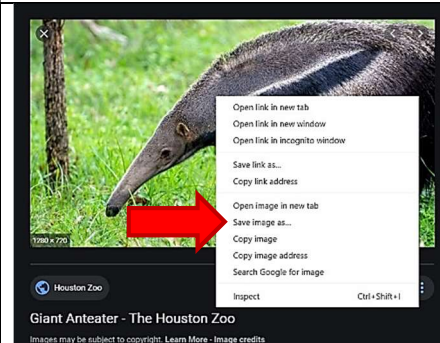 Open link in new tab
Open link in new window
Open link in incognito window
Save link as...
Copy link address
Open image in new tab
Save image as...
Copy image
Copy image address
Search Google for image
Inspect Ctrl+Shift+I
1280 × 720
Houston Zoo
Giant Anteater - The Houston Zoo
Images may be subject to copyright. Learn More - Image credits